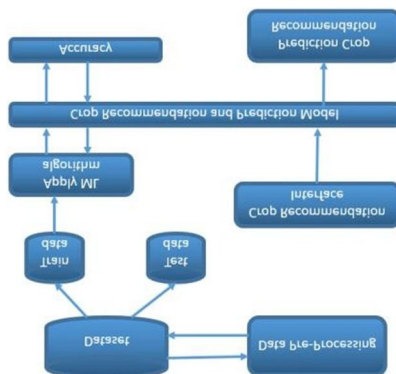 Dataset
Data Pre-Processing
Train
data
Test
data
Apply ML
algorithm
Crop Recommendation
Interface
Crop Recommendation and Prediction Model
Accuracy
Prediction Crop
Recommendation